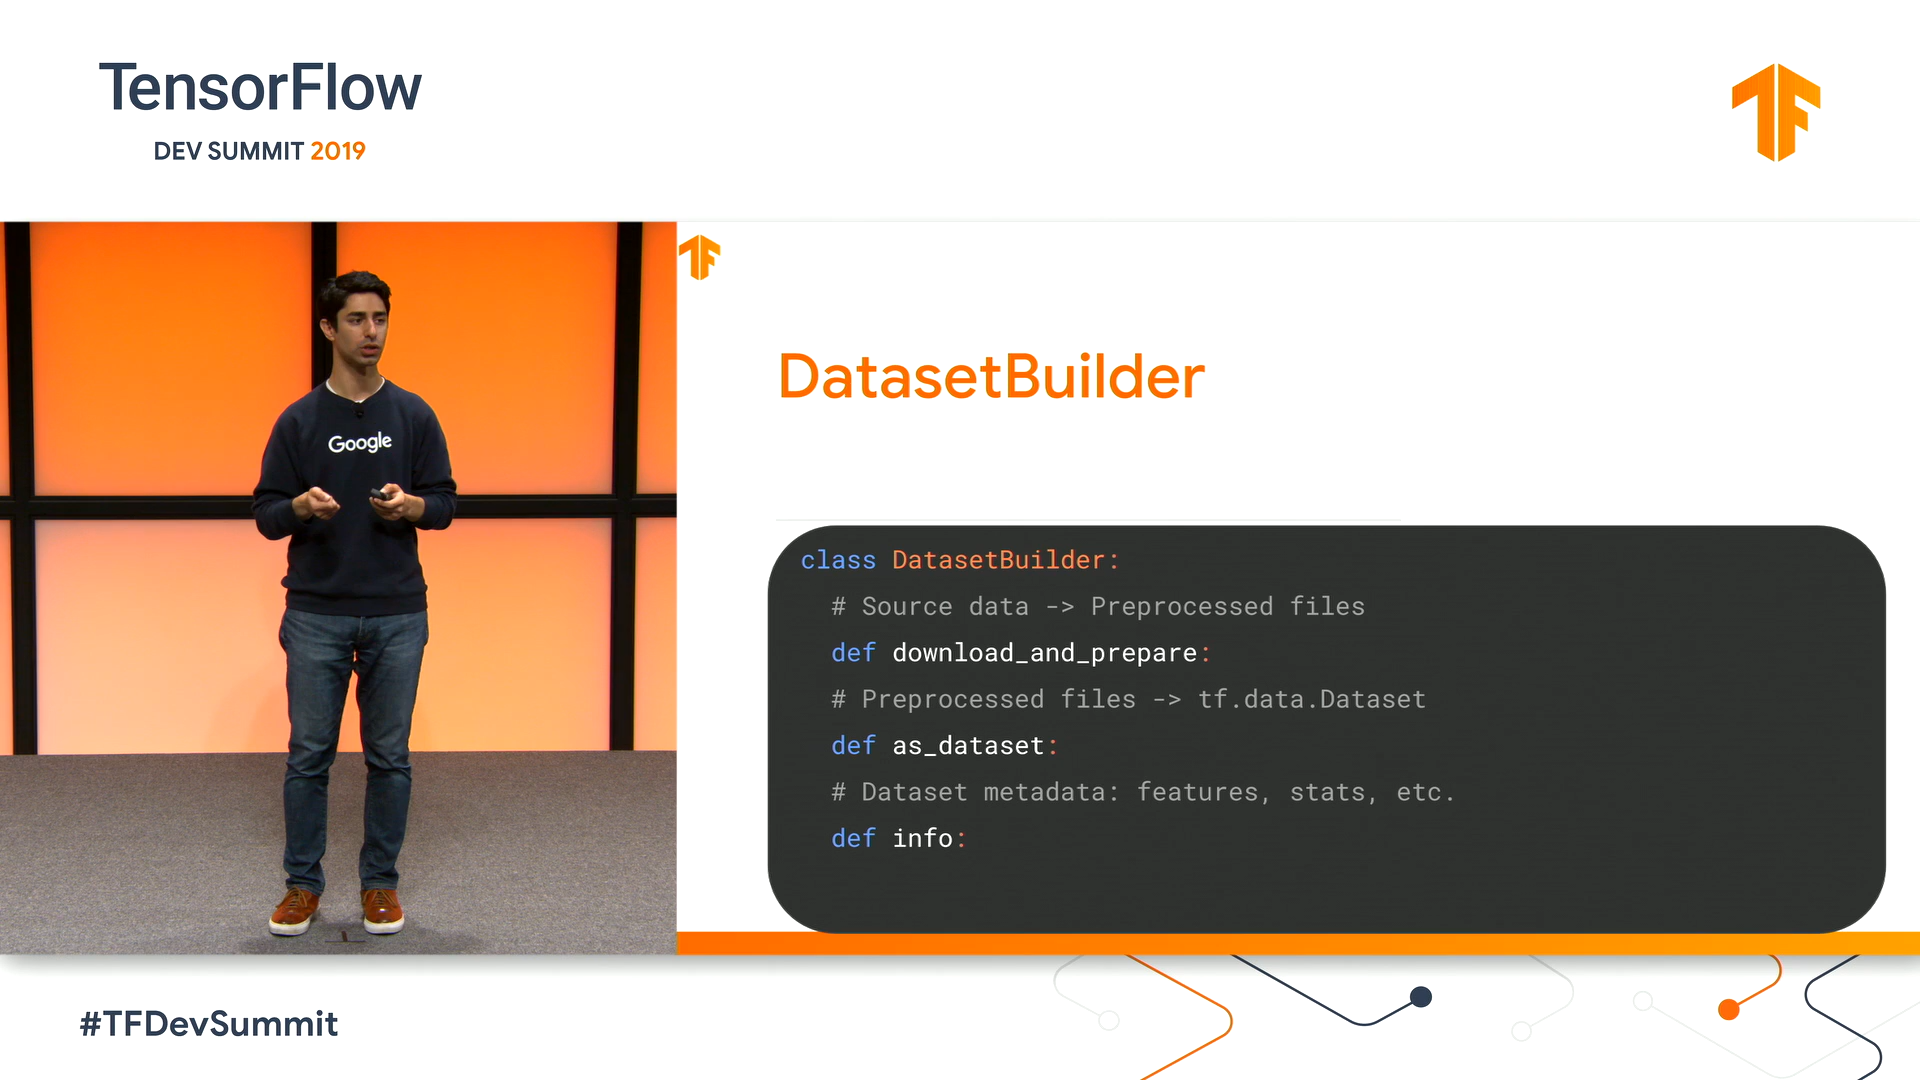 TensorFlow
DEV SUMMIT 2019
Google
DatasetBuilder
class DatasetBuilder:
# Source data -> Preprocessed files
def download_and_prepare:
# Preprocessed files -> tf.data.Dataset
def as_dataset:
# Dataset metadata: features, stats, etc.
def info:
#TFDevSummit